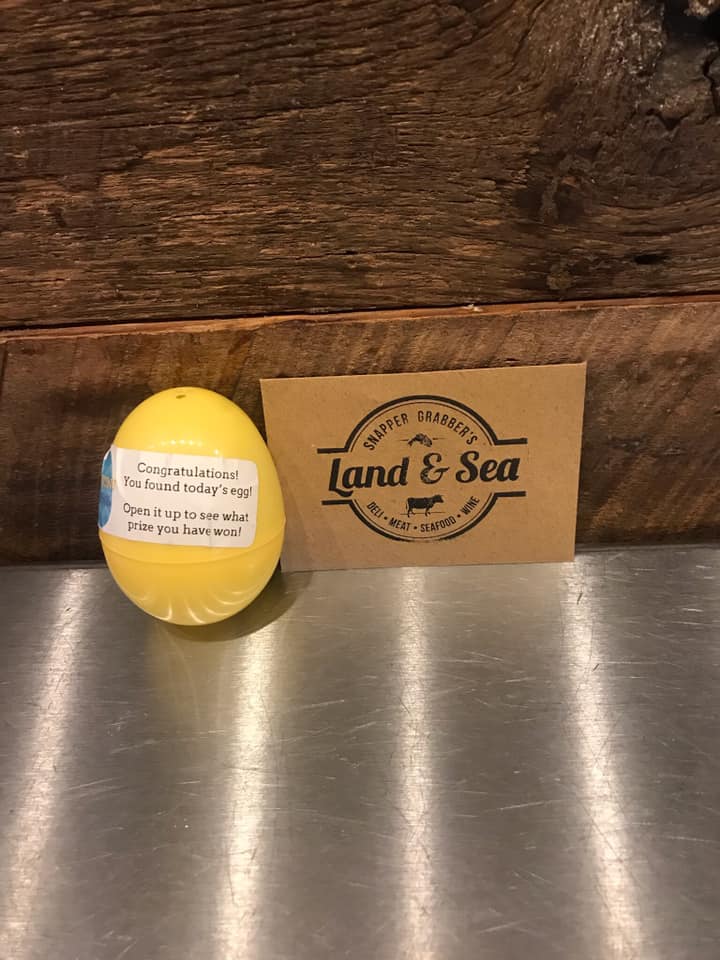 Congratulations!
You found today's egg!
Open it up to see what
prize you have won!
SNAPPER GRABBER'S
Land & Sea
DELI • MEAT • SEAFOOD • WINE